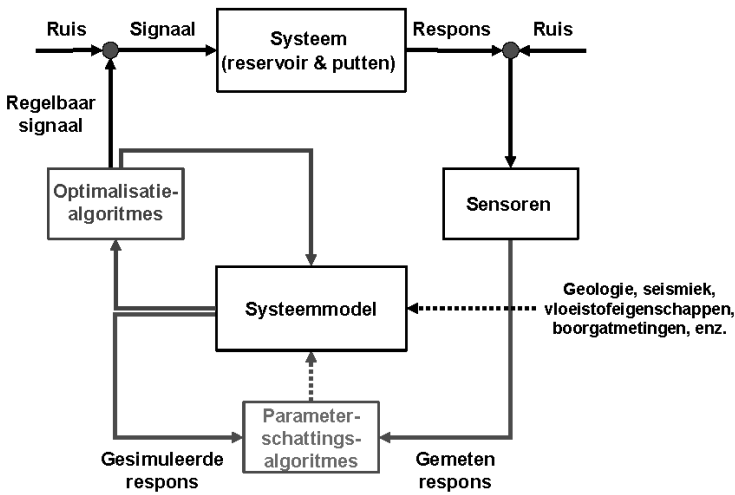 Ruis
Signaal
Systeem
(reservoir & putten)
Respons
Ruis
Regelbaar
signaal
Optimalisatie-
algoritmes
Sensoren
Systeemmodel
Geologie, seismiek,
vloeistofeigenschappen,
boorgatmetingen, enz.
Parameter-
schattings-
algoritmes
Gesimuleerde
respons
Gemeten
respons